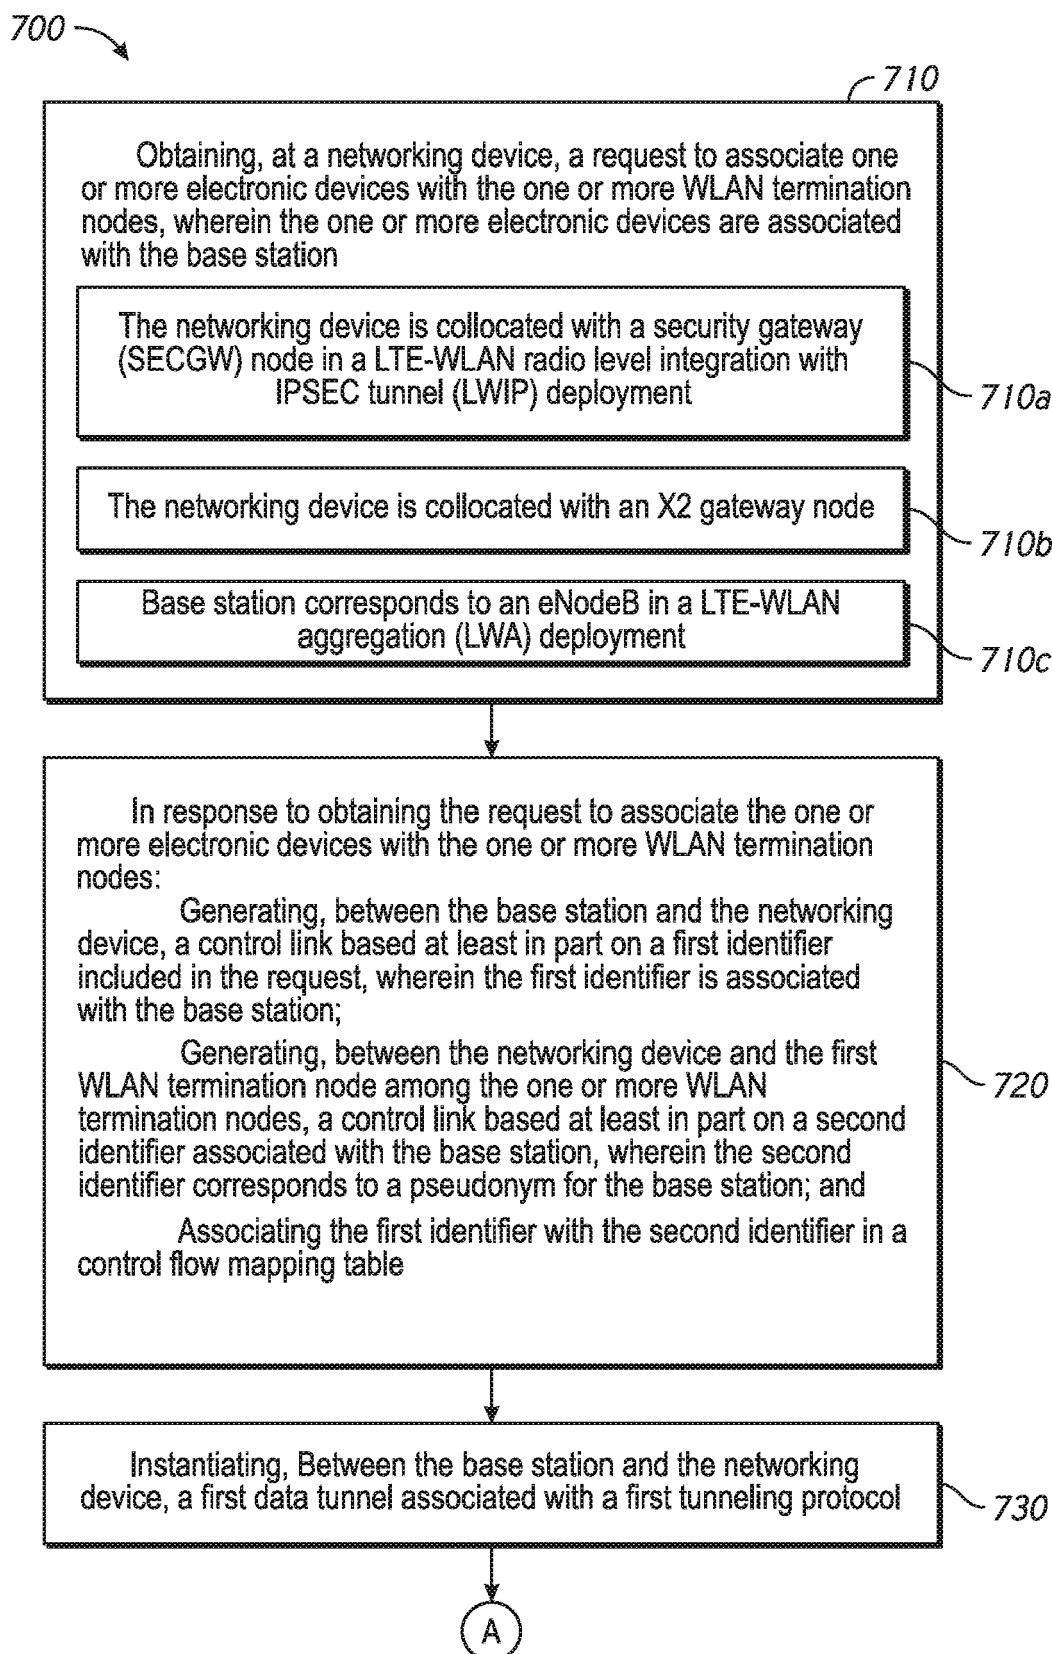 700
710
Obtaining, at a networking device, a request to associate one
or more electronic devices with the one or more WLAN termination
nodes, wherein the one or more electronic devices are associated
with the base station
The networking device is collocated with a security gateway
(SECGW) node in a LTE-WLAN radio level integration with
IPSEC tunnel (LWIP) deployment
710a
The networking device is collocated with an X2 gateway node
710b
Base station corresponds to an eNodeB in a LTE-WLAN
aggregation (LWA) deployment
710c
In response to obtaining the request to associate the one or
more electronic devices with the one or more WLAN termination
nodes:
Generating, between the base station and the networking
device, a control link based at least in part on a first identifier
included in the request, wherein the first identifier is associated
with the base station;
Generating, between the networking device and the first
WLAN termination node among the one or more WLAN
termination nodes, a control link based at least in part on a second
identifier associated with the base station, wherein the second
identifier corresponds to a pseudonym for the base station; and
Associating the first identifier with the second identifier in a
control flow mapping table
720
Instantiating, Between the base station and the networking
device, a first data tunnel associated with a first tunneling protocol
730
A